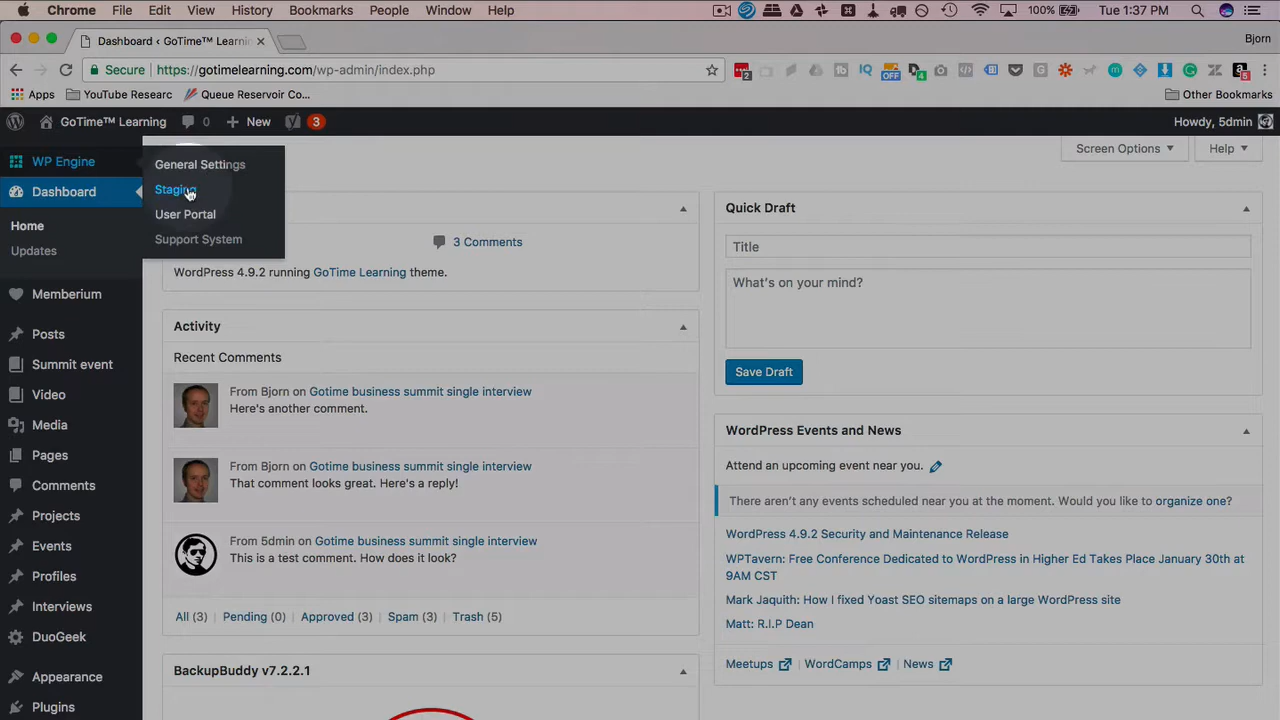 Chrome File Edit View History Bookmarks People Window Help 100% Tue 1:37 PM
Dashboard ‹ GoTime™ Learni Bjorn
Secure https://gotimelearning.com/wp-admin/index.php
Apps YouTube Researc Queue Reservoir Co... Other Bookmarks
GoTime™ Learning 0 New 3 Howdy, 5dmin
WP Engine
Dashboard
Home
Updates
Memberium
Posts
Summit event
Video
Media
Pages
Comments
Projects
Events
Profiles
Interviews
DuoGeek
Appearance
Plugins
General Settings
Staging
User Portal
Support System
Screen Options Help
3 Comments
WordPress 4.9.2 running GoTime Learning theme.
Activity
Recent Comments
From Bjorn on Gotime business summit single interview
Here's another comment.
From Bjorn on Gotime business summit single interview
That comment looks great. Here's a reply!
From 5dmin on Gotime business summit single interview
This is a test comment. How does it look?
All (3) | Pending (0) | Approved (3) | Spam (3) | Trash (5)
BackupBuddy v7.2.2.1
Quick Draft
Title
What's on your mind?
Save Draft
WordPress Events and News
Attend an upcoming event near you.
There aren't any events scheduled near you at the moment. Would you like to organize one?
WordPress 4.9.2 Security and Maintenance Release
WPTavern: Free Conference Dedicated to WordPress in Higher Ed Takes Place January 30th at
9AM CST
Mark Jaquith: How I fixed Yoast SEO sitemaps on a large WordPress site
Matt: R.I.P Dean
Meetups | WordCamps | News